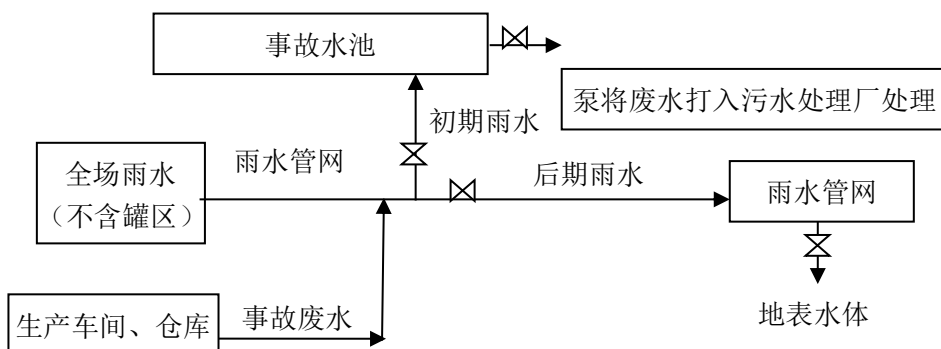 事故水池
泵将废水打入污水处理厂处理
初期雨水
雨水管网
全场雨水
（不含罐区）
后期雨水
雨水管网
生产车间、仓库
事故废水
地表水体